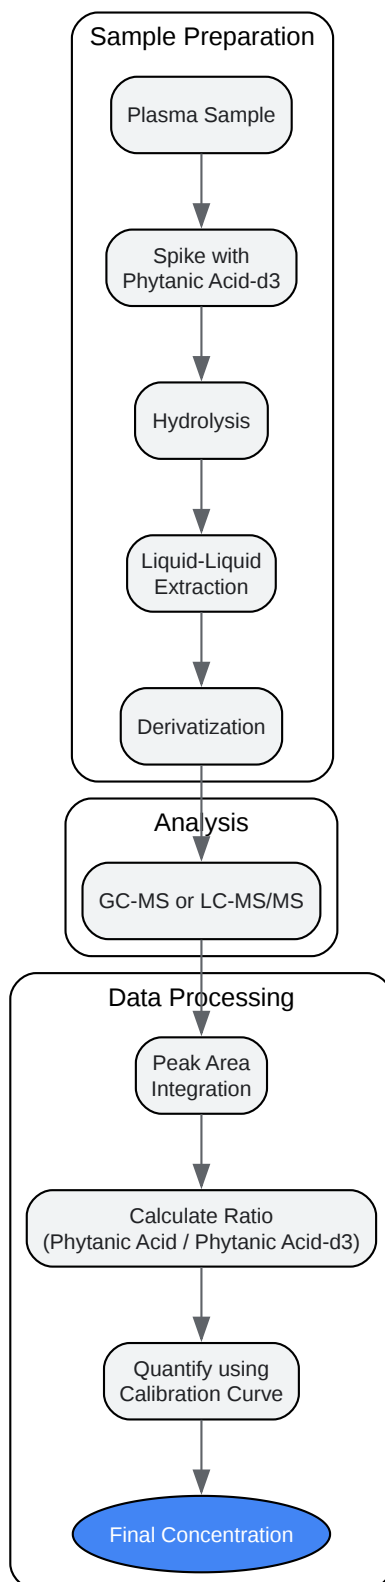 Sample Preparation
Plasma Sample
Spike with
Phytanic Acid-d3
Hydrolysis
Liquid-Liquid
Extraction
Derivatization
Analysis
GC-MS or LC-MS/MS
Data Processing
Peak Area
Integration
Calculate Ratio
(Phytanic Acid / Phytanic Acid-d3)
Quantify using
Calibration Curve
Final Concentration